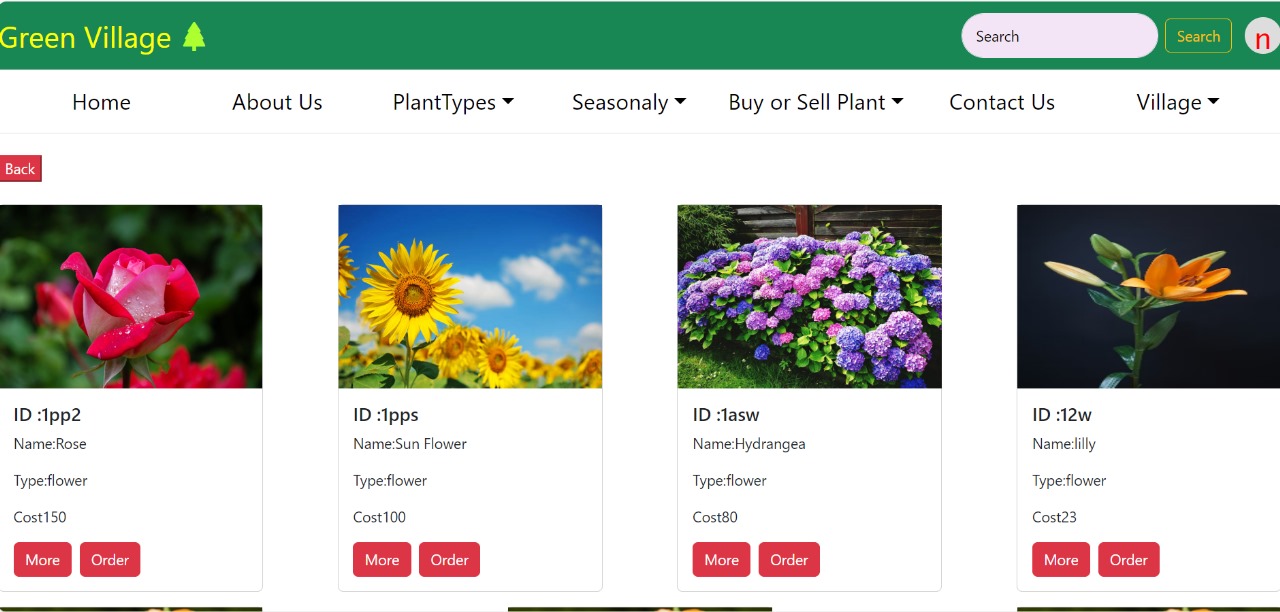 Green Village
Search
Search
n
Home
About Us
PlantTypes
Seasonaly
Buy or Sell Plant
Contact Us
Village
Back
ID :1pp2
Name:Rose
Type:flower
Cost150
More
Order
ID :1pps
Name:Sun Flower
Type:flower
Cost100
More
Order
ID :1asw
Name:Hydrangea
Type:flower
Cost80
More
Order
ID :12w
Name:lilly
Type:flower
Cost23
More
Order